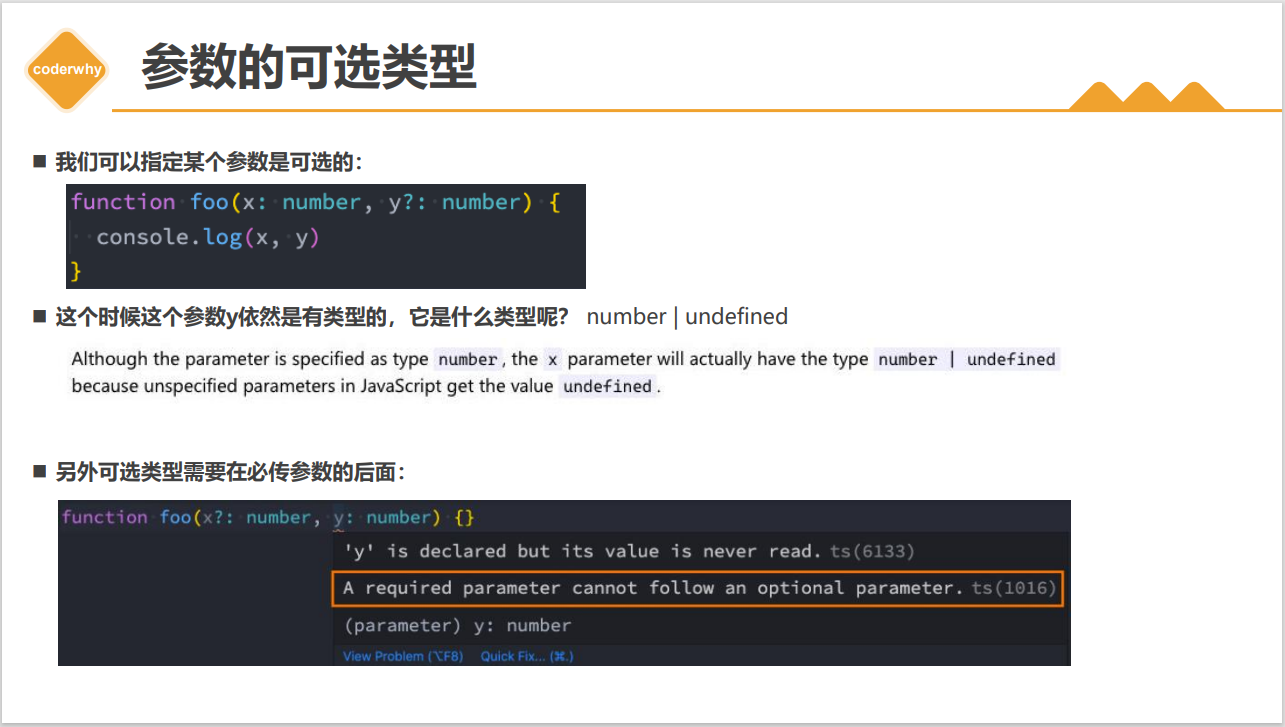 coderwhy
参数的可选类型
我们可以指定某个参数是可选的：
function foo(x: number, y?: number) {
  console.log(x, y)
}
这个时候这个参数y依然是有类型的，它是什么类型呢？ number | undefined
Although the parameter is specified as type number, the x parameter will actually have the type number | undefined
because unspecified parameters in JavaScript get the value undefined.
另外可选类型需要在必传参数的后面：
function foo(x?: number, y: number) {}
'y' is declared but its value is never read. ts(6133)
A required parameter cannot follow an optional parameter. ts(1016)
(parameter) y: number
View Problem (⌥F8) Quick Fix... (⌘.)